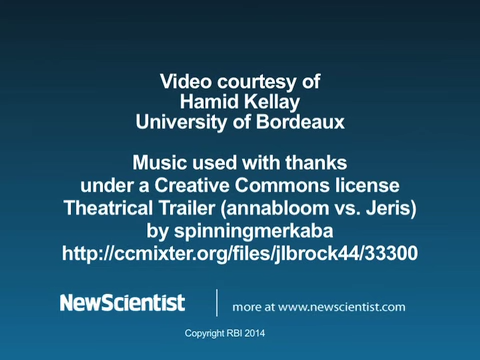 Video courtesy of
Hamid Kellay
University of Bordeaux
Music used with thanks
under a Creative Commons license
Theatrical Trailer (annabloom vs. Jeris)
by spinningmerkaba
http://ccmixter.org/files/jlbrock44/33300
NewScientist | more at www.newscientist.com
Copyright RBI 2014